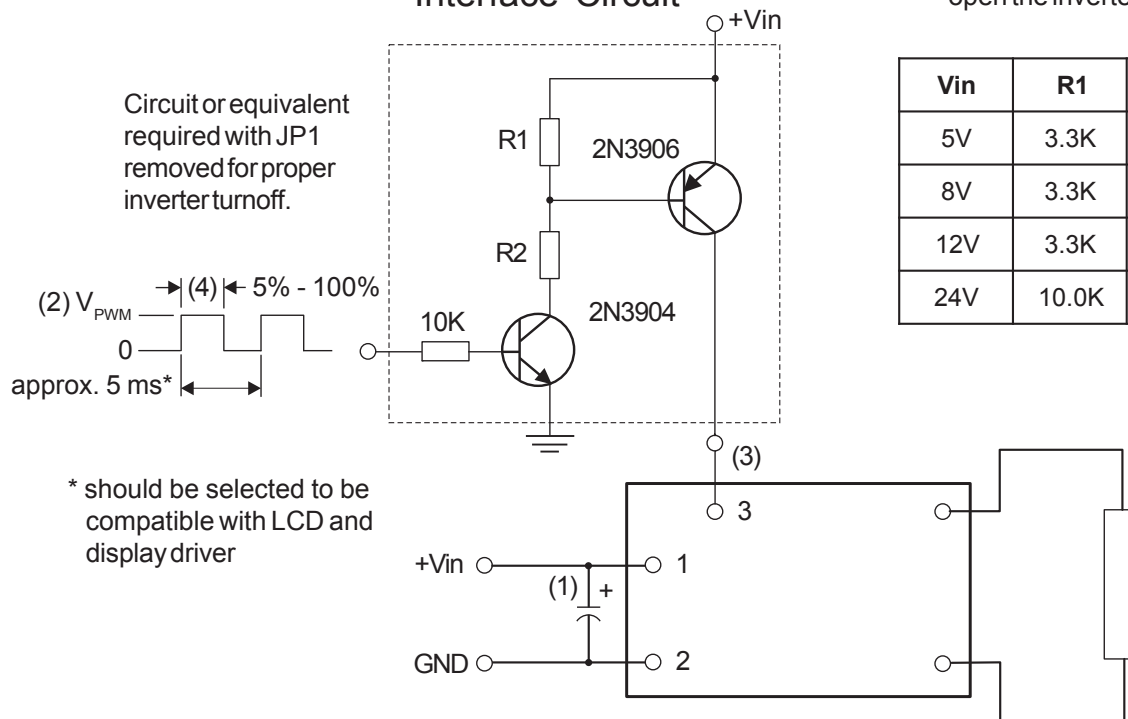 Interface Circuit
open the inverte
+Vin
Circuit or equivalent
required with JP1
removed for proper
inverter turnoff.
R1
2N3906
R2
2N3904
10K
(4) 5% - 100%
(2) VPWM
0
approx. 5 ms*
* should be selected to be
compatible with LCD and
display driver
(3)
3
+Vin
1
(1) +
GND
2
Vin R1
5V 3.3K
8V 3.3K
12V 3.3K
24V 10.0K